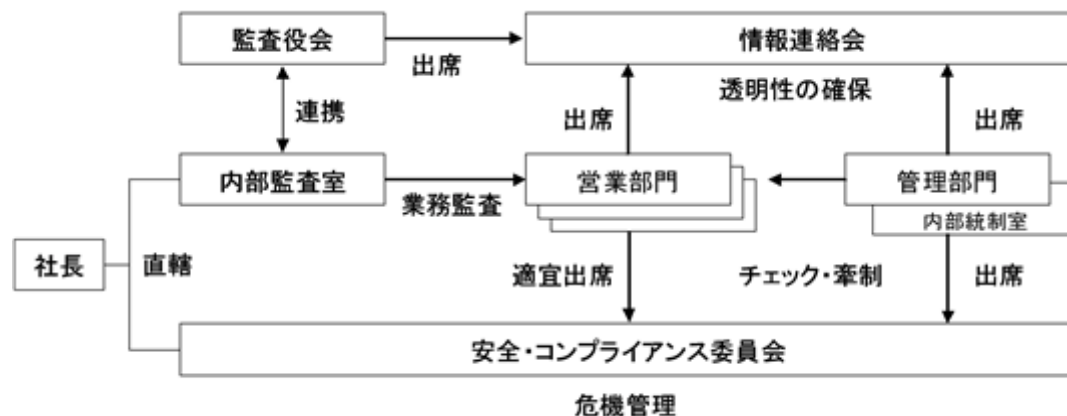 監査役会
出席
情報連絡会
透明性の確保
連携
出席
出席
内部監査室
業務監査
営業部門
管理部門
内部統制室
社長
直轄
適宜出席
チェック・牽制
出席
安全・コンプライアンス委員会
危機管理